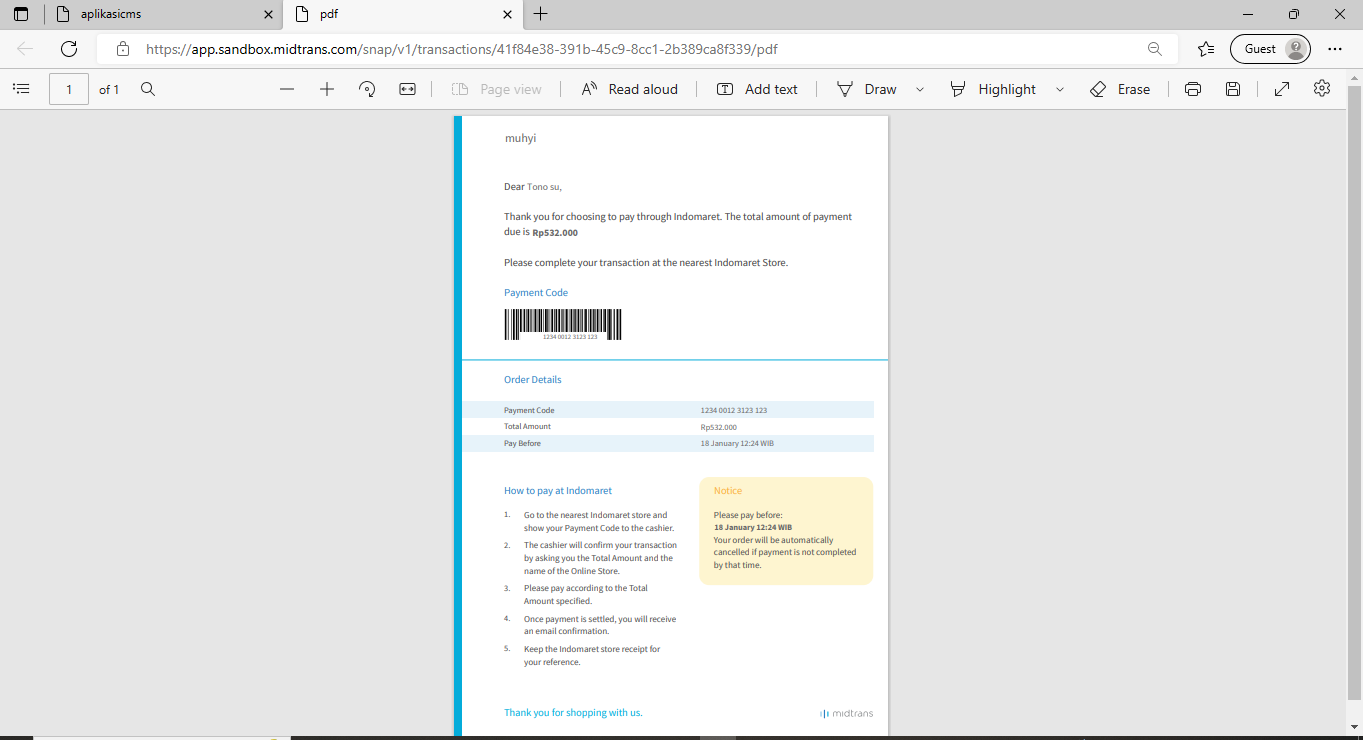 aplikasicms
pdf
https://app.sandbox.midtrans.com/snap/v1/transactions/41f84e38-391b-45c9-8cc1-2b389ca8f339/pdf
Guest
1 of 1
Page view
Read aloud
Add text
Draw
Highlight
Erase
muhyi
Dear Tono su,
Thank you for choosing to pay through Indomaret. The total amount of payment
due is Rp532.000
Please complete your transaction at the nearest Indomaret Store.
Payment Code
1234 0012 3123 123
Order Details
Payment Code 1234 0012 3123 123
Total Amount Rp532.000
Pay Before 18 January 12:24 WIB
How to pay at Indomaret
1. Go to the nearest Indomaret store and
show your Payment Code to the cashier.
2. The cashier will confirm your transaction
by asking you the Total Amount and the
name of the Online Store.
3. Please pay according to the Total
Amount specified.
4. Once payment is settled, you will receive
an email confirmation.
5. Keep the Indomaret store receipt for
your reference.
Notice
Please pay before:
18 January 12:24 WIB
Your order will be automatically
cancelled if payment is not completed
by that time.
Thank you for shopping with us.
midtrans